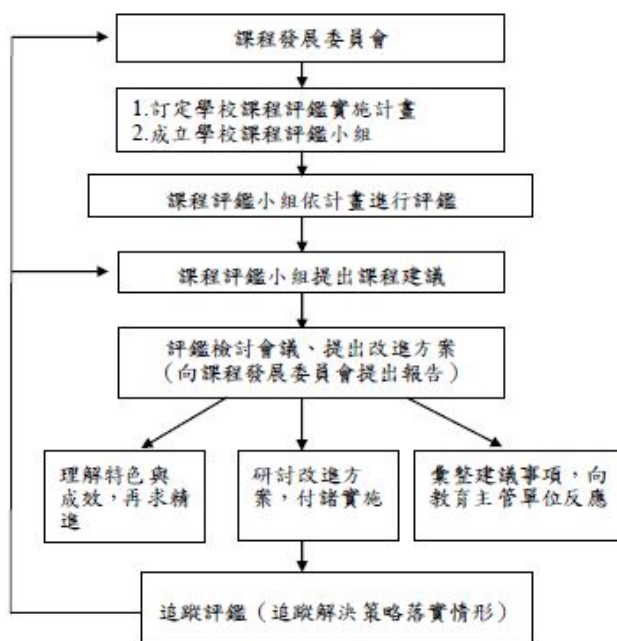 課程發展委員會
1.訂定學校課程評鑑實施計畫
2.成立學校課程評鑑小組
課程評鑑小組依計畫進行評鑑
課程評鑑小組提出課程建議
評鑑檢討會議、提出改進方案
（向課程發展委員會提出報告）
理解特色與
成效，再求精
進
研討改進方
案，付諸實施
彙整建議事項，向
教育主管單位反應
追蹤評鑑（追蹤解決策略落實情形）